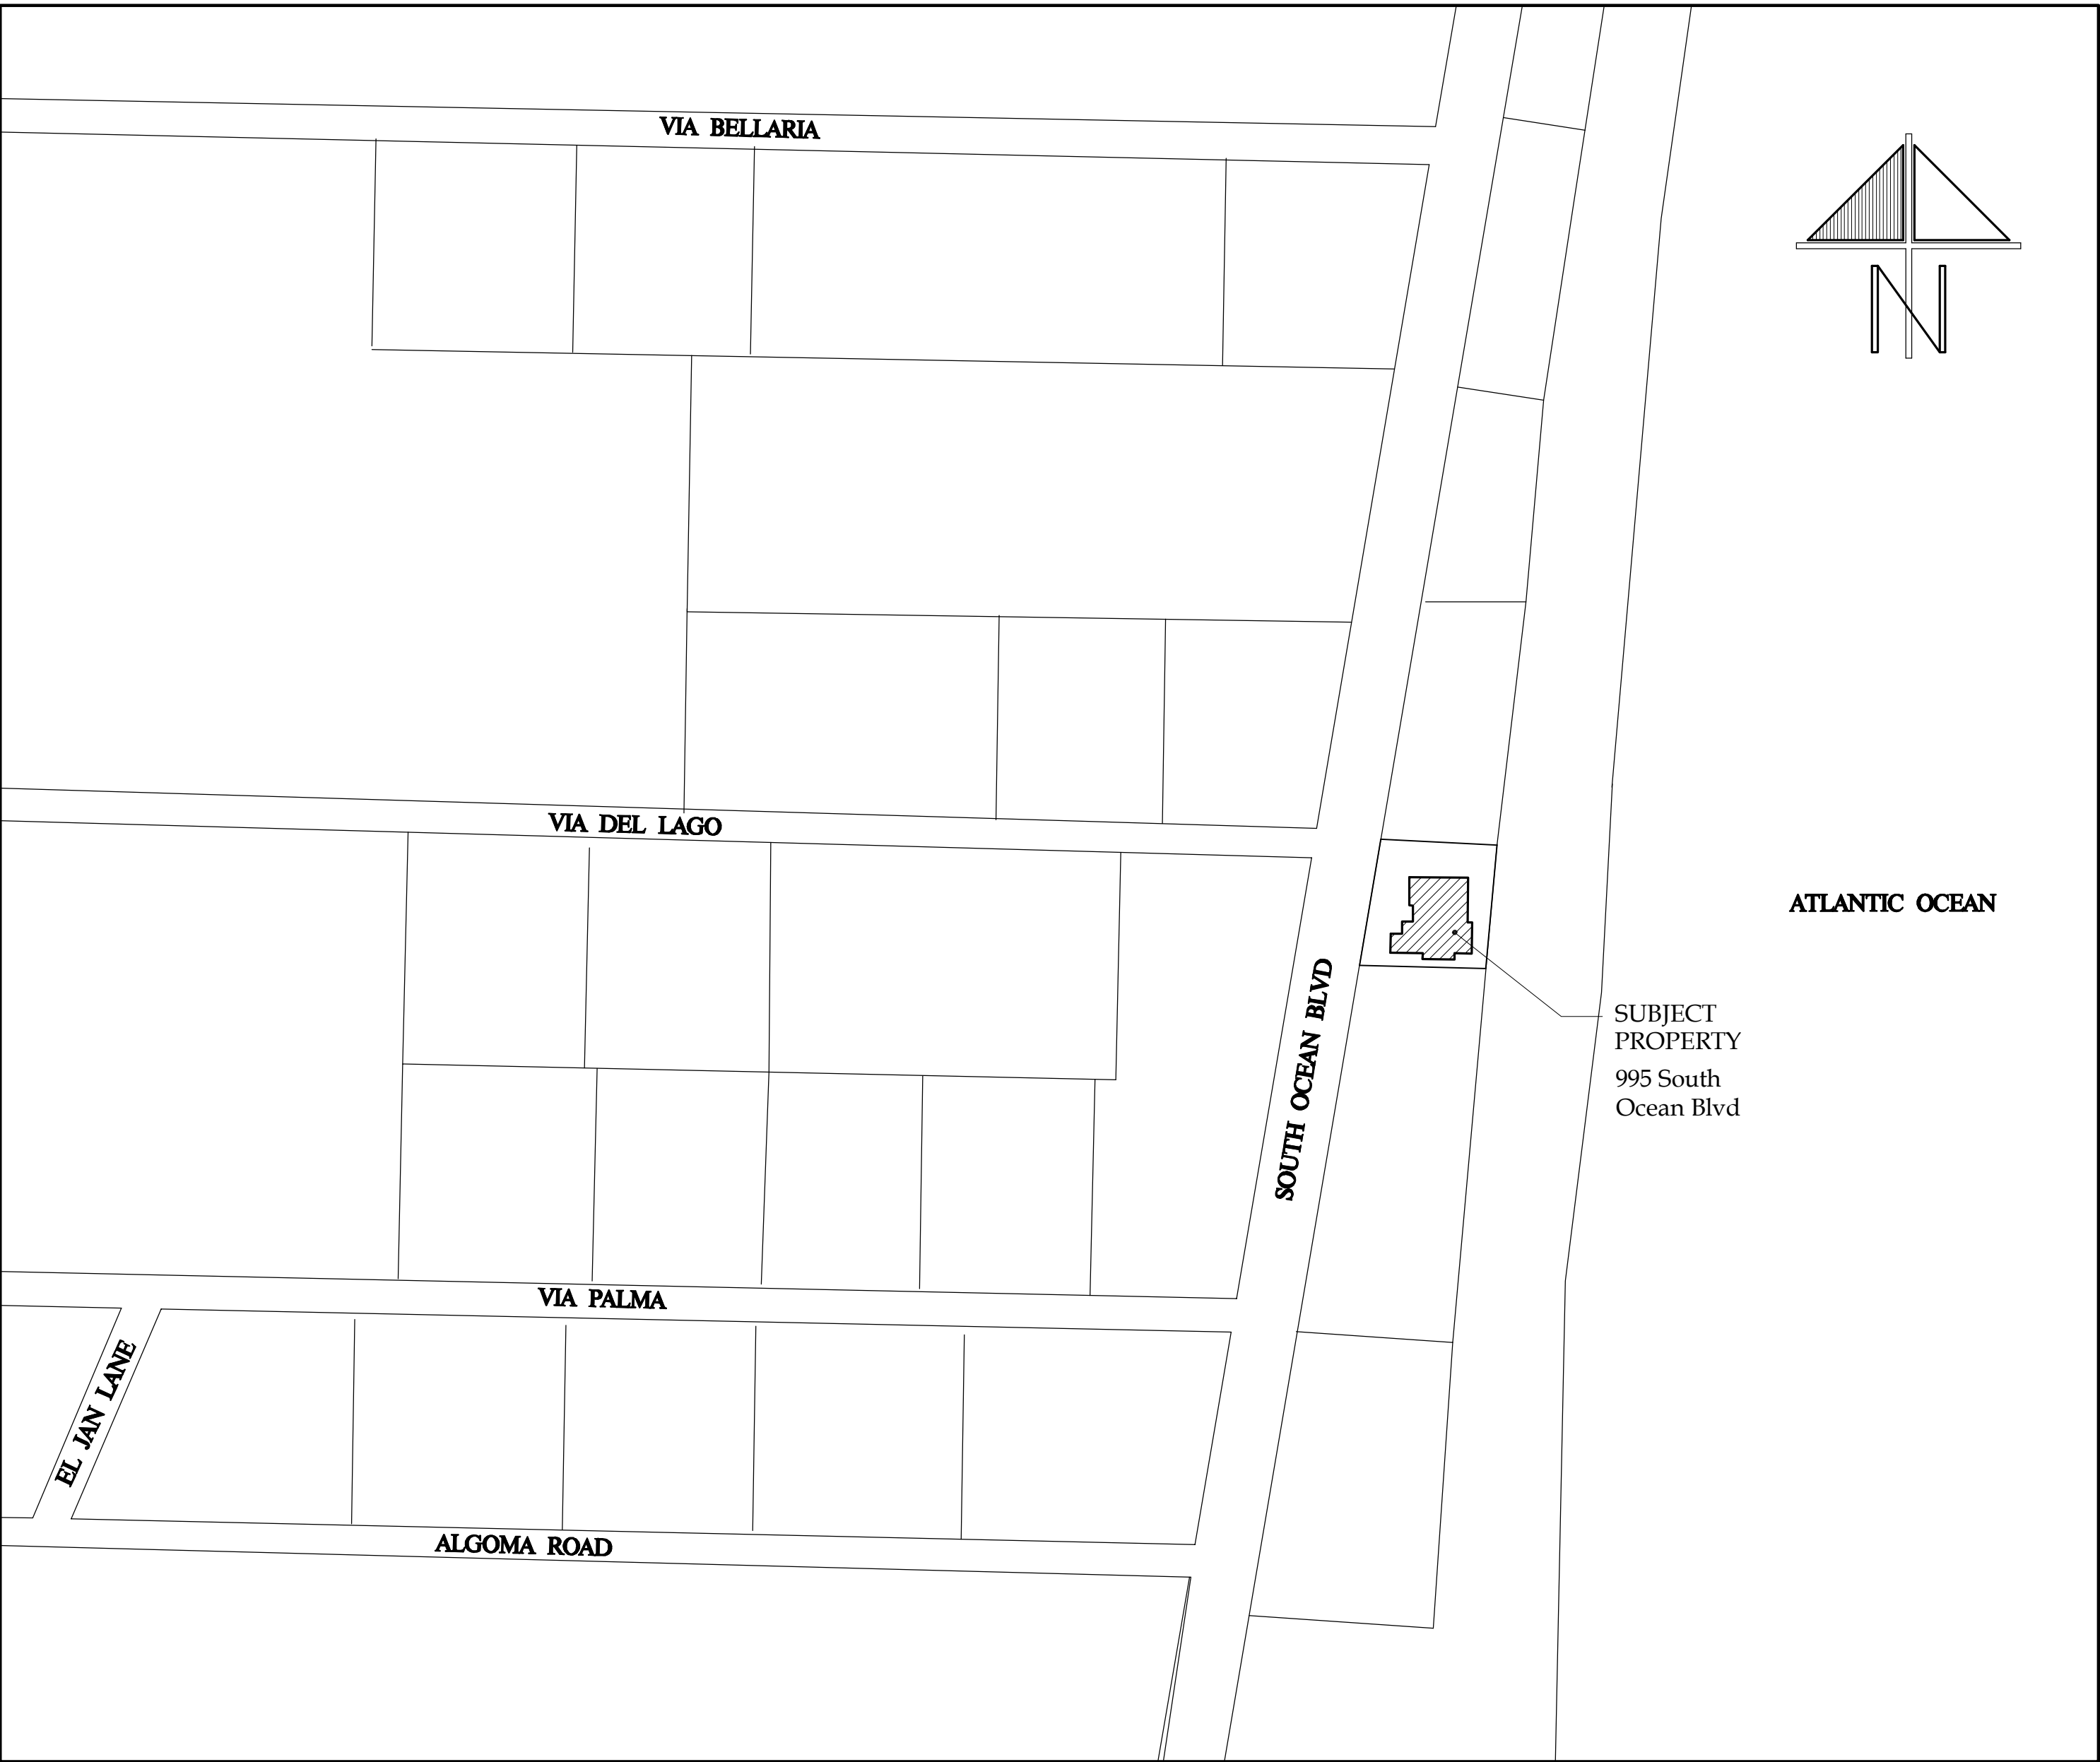 VIA BELLARIA
N
VIA DEL LAGO
ATLANTIC OCEAN
SOUTH OCEAN BLVD
SUBJECT
PROPERTY
995 South
Ocean Blvd
VIA PALMA
EL JAN LANE
ALGOMA ROAD